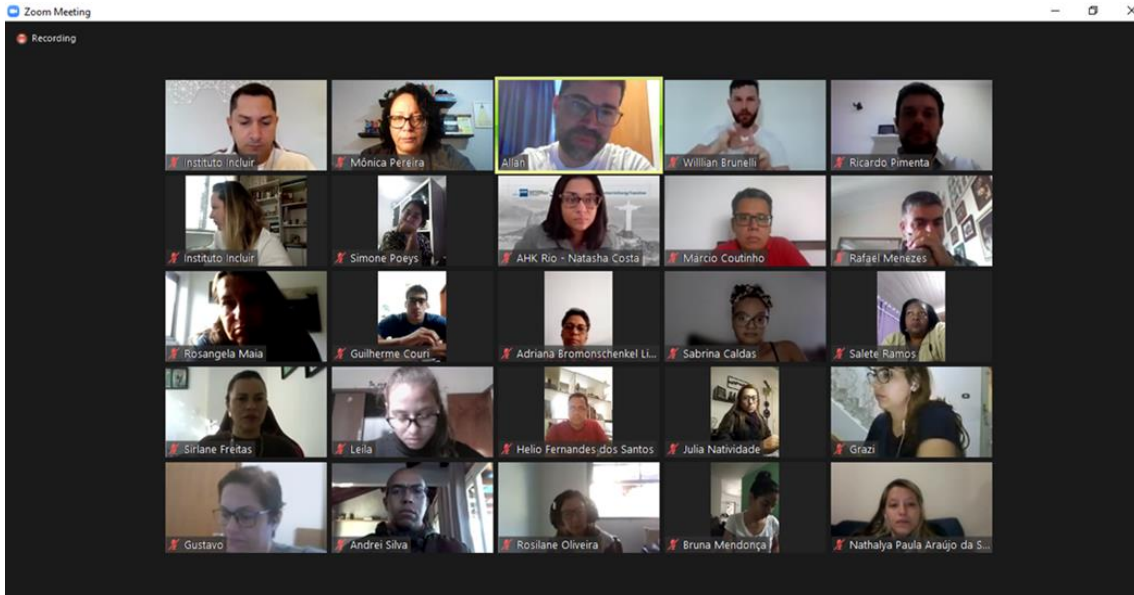 Zoom Meeting
Recording
Instituto Incluir
Mônica Pereira
Allan
Willian Brunelli
Ricardo Pimenta
Instituto Incluir
Simone Poeys
AHK Rio - Natasha Costa
Márcio Coutinho
Rafael Menezes
Rosangela Maia
Guilherme Couri
Adriana Bromonschenkel Li...
Sabrina Caldas
Salete Ramos
Sirlane Freitas
Leila
Helio Fernandes dos Santos
Julia Natividade
Grazi
Gustavo
Andrei Silva
Rosilane Oliveira
Bruna Mendonça
Nathalya Paula Araújo da S...